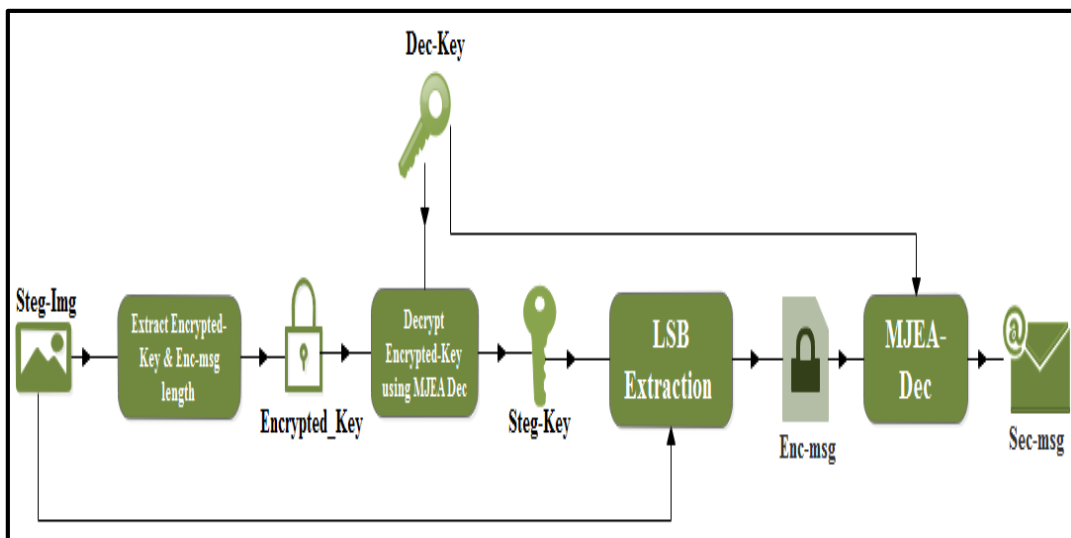 Dec-Key
Steg-Img
Extract Encrypted-
Key & Enc-msg
length
Encrypted_Key
Decrypt
Encrypted-Key
using MJEA Dec
Steg-Key
LSB
Extraction
Enc-msg
MJEA-
Dec
@
Sec-msg